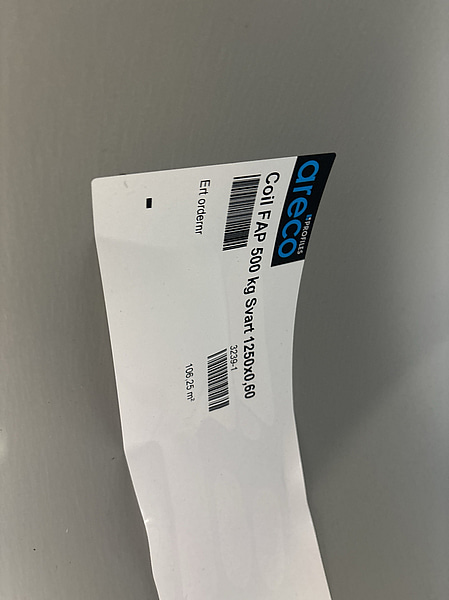 areco
PROFILES
Coil FAP 500 kg Svart 1250x0,60
3239-1
Ert ordernr
106,25 m²